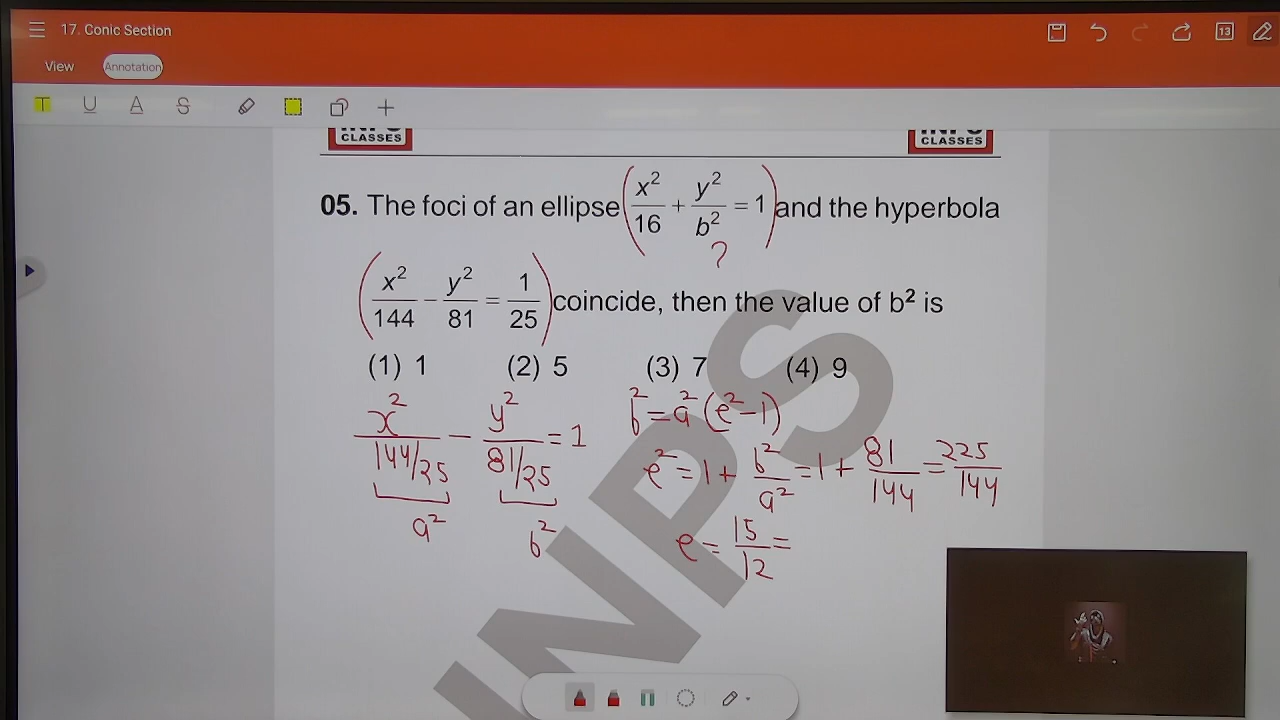 17. Conic Section
13
View Annotation
T U A S
INPS CLASSES INPS CLASSES
05. The foci of an ellipse (x²/16 + y²/b² = 1) and the hyperbola
?
(x²/144 − y²/81 = 1/25) coincide, then the value of b² is
(1) 1 (2) 5 (3) 7 (4) 9
x²/(144/25) − y²/(81/25) = 1
a² b²
b² = a² (e² − 1)
e² = 1 + b²/a² = 1 + 81/144 = 225/144
e = 15/12 =
INPS